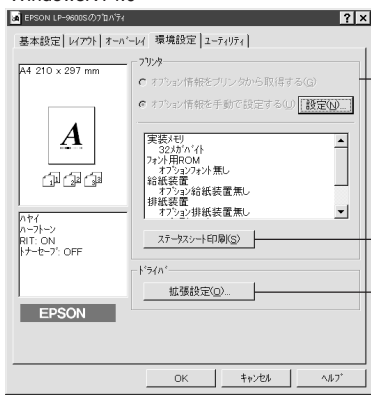 EPSON LP-9600Sのプロパティ
基本設定 レイアウト オーバーレイ 環境設定 ユーティリティ
A4 210 x 297 mm
A
1 1 2 2 3 3
ハヤイ
ハーフトーン
RIT: ON
トナーセーブ: OFF
EPSON
プリンター
オプション情報をプリンタから取得する(G)
オプション情報を手動で設定する(U) 設定(N)...
実装メモリ
32メガバイト
フォント用ROM
オプションフォント無し
給紙装置
オプション給紙装置無し
排紙装置
オプション排紙装置無し
ステータスシート印刷(S)
ドライバ
拡張設定(O)...
OK キャンセル ヘルプ